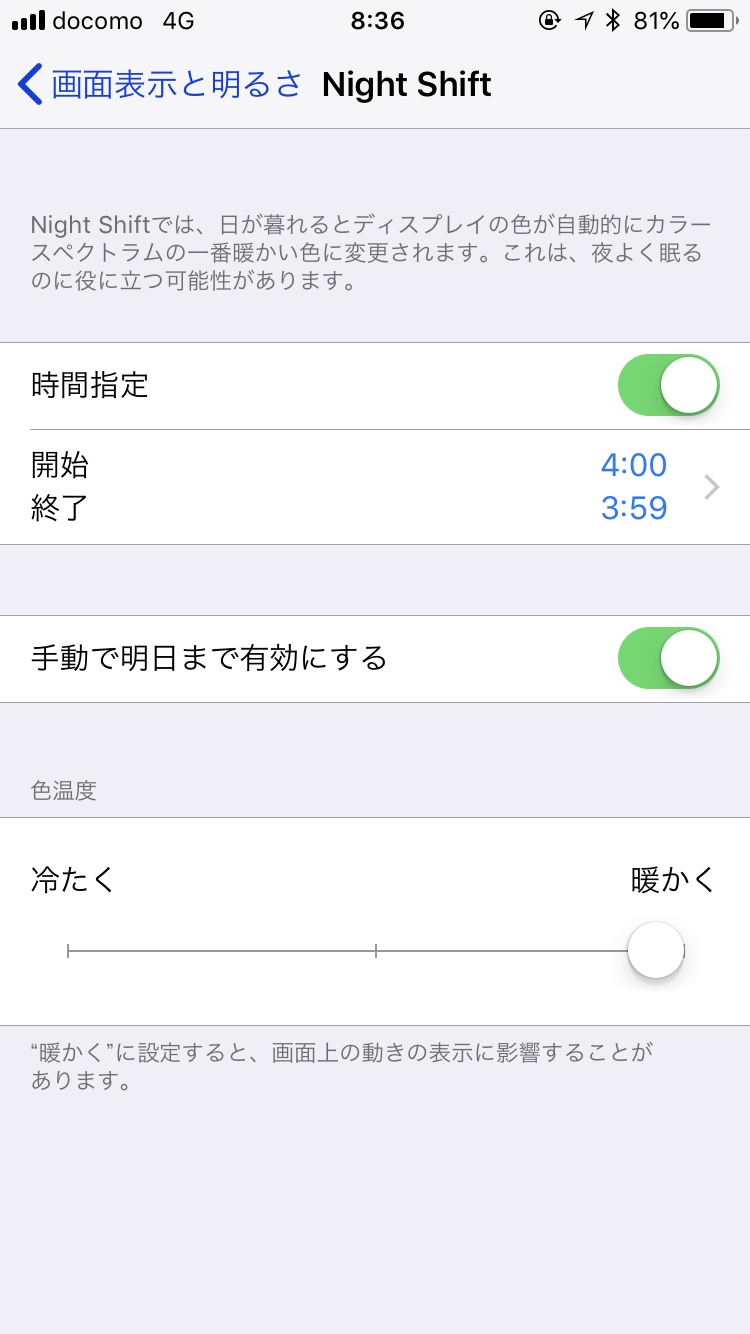 docomo 4G 8:36 81%
画面表示と明るさ Night Shift
Night Shiftでは、日が暮れるとディスプレイの色が自動的にカラー
スペクトラムの一番暖かい色に変更されます。これは、夜よく眠る
のに役に立つ可能性があります。
時間指定
開始 4:00
終了 3:59
手動で明日まで有効にする
色温度
冷たく 暖かく
“暖かく”に設定すると、画面上の動きの表示に影響することが
あります。